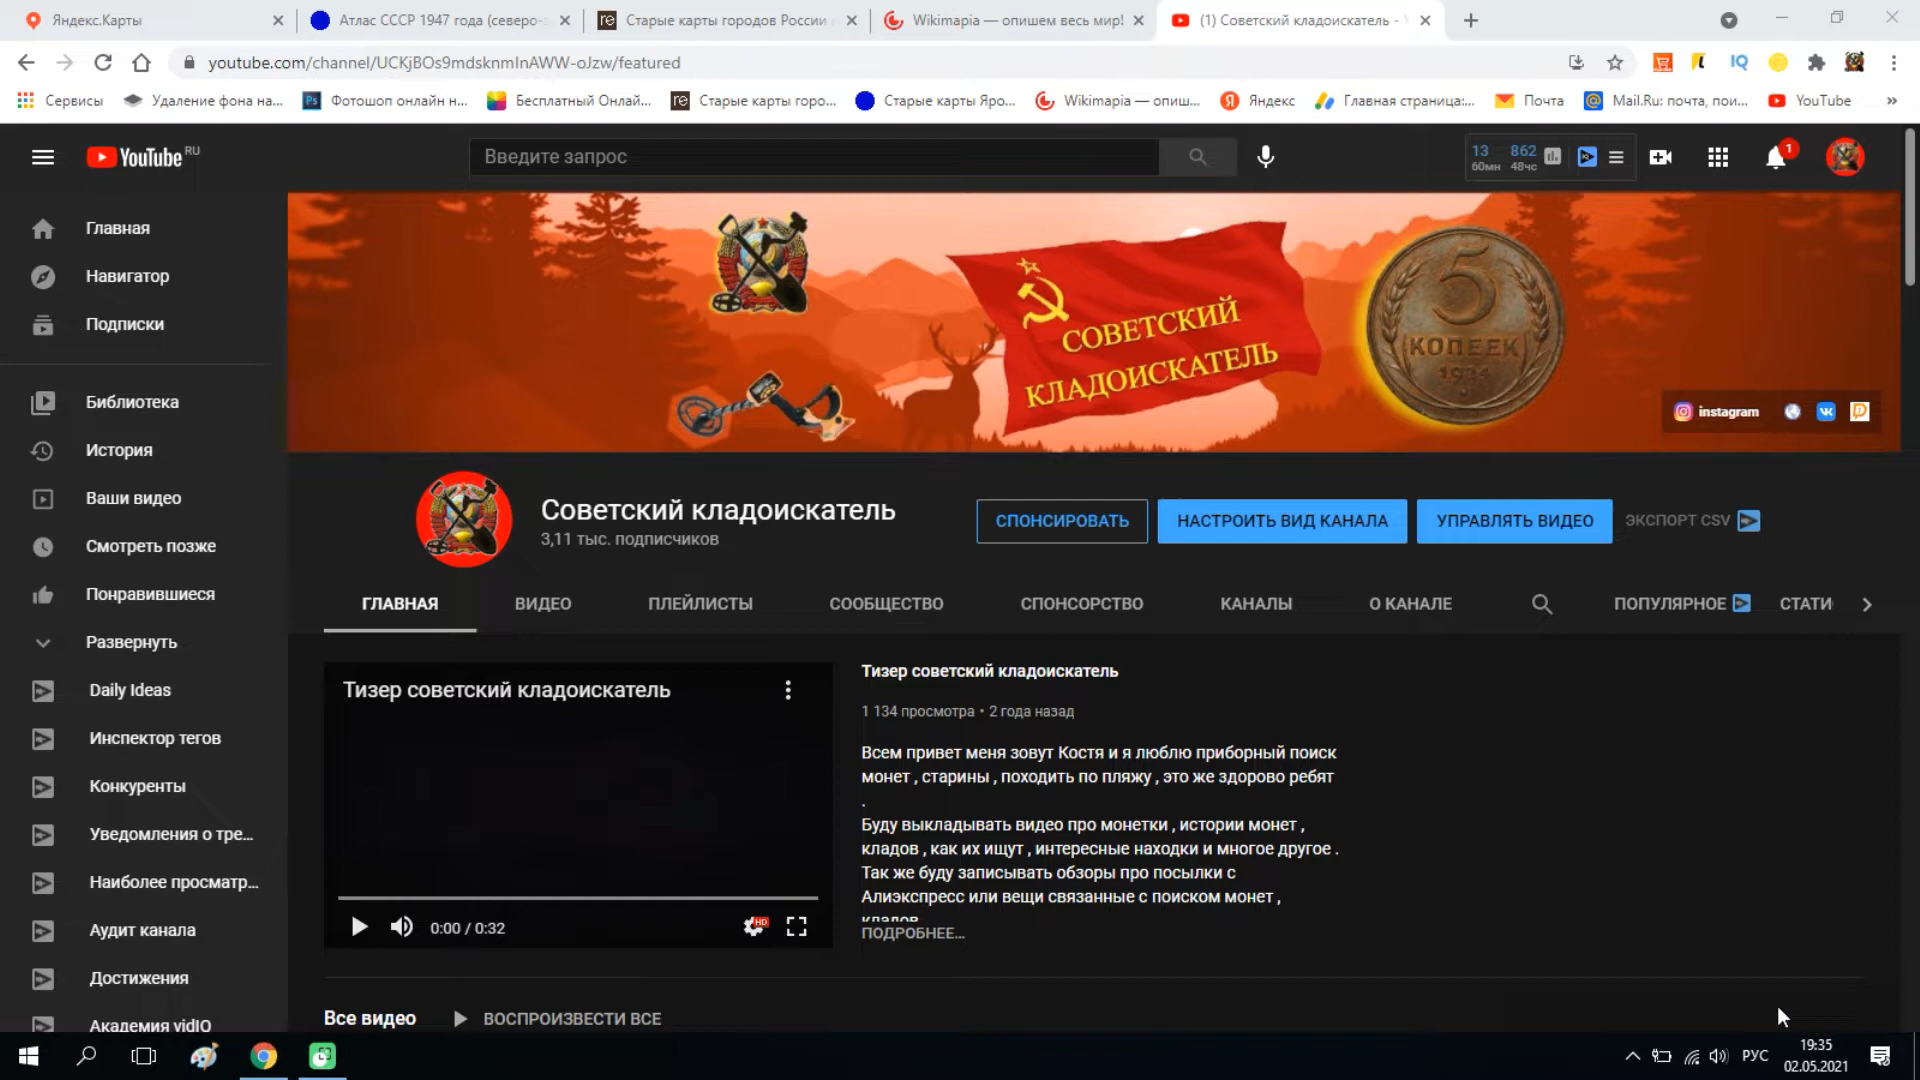 Яндекс.Карты
Атлас СССР 1947 года (северо-
Старые карты городов России
Wikimapia — опишем весь мир!
(1) Советский кладоискатель -
youtube.com/channel/UCKjBOs9mdsknmInAWW-oJzw/featured
IQ
Сервисы
Удаление фона на...
Ps
Фотошоп онлайн н...
Бесплатный Онлай...
re
Старые карты горо...
Старые карты Яро...
Wikimapia — опиш...
Яндекс
Главная страница:...
Почта
Mail.Ru: почта, пои...
YouTube
YouTube RU
Введите запрос
13 862
60мн 48чс
1
Главная
Навигатор
Подписки
Библиотека
История
Ваши видео
Смотреть позже
Понравившиеся
Развернуть
Daily Ideas
Инспектор тегов
Конкуренты
Уведомления о тре...
Наиболее просматр...
Аудит канала
Достижения
Академия vidIQ
СОВЕТСКИЙ
КЛАДОИСКАТЕЛЬ
5
КОПЕЕК
instagram
Советский кладоискатель
3,11 тыс. подписчиков
СПОНСИРОВАТЬ
НАСТРОИТЬ ВИД КАНАЛА
УПРАВЛЯТЬ ВИДЕО
ЭКСПОРТ CSV
ГЛАВНАЯ
ВИДЕО
ПЛЕЙЛИСТЫ
СООБЩЕСТВО
СПОНСОРСТВО
КАНАЛЫ
О КАНАЛЕ
ПОПУЛЯРНОЕ
СТАТИ
Тизер советский кладоискатель
0:00 / 0:32
HD
Тизер советский кладоискатель
1 134 просмотра • 2 года назад
Всем привет меня зовут Костя и я люблю приборный поиск
монет , старины , походить по пляжу , это же здорово ребят
.
Буду выкладывать видео про монетки , истории монет ,
кладов , как их ищут , интересные находки и многое другое .
Так же буду записывать обзоры про посылки с
Алиэкспресс или вещи связанные с поиском монет ,
кладов
ПОДРОБНЕЕ...
Все видео
ВОСПРОИЗВЕСТИ ВСЕ
РУС
19:35
02.05.2021